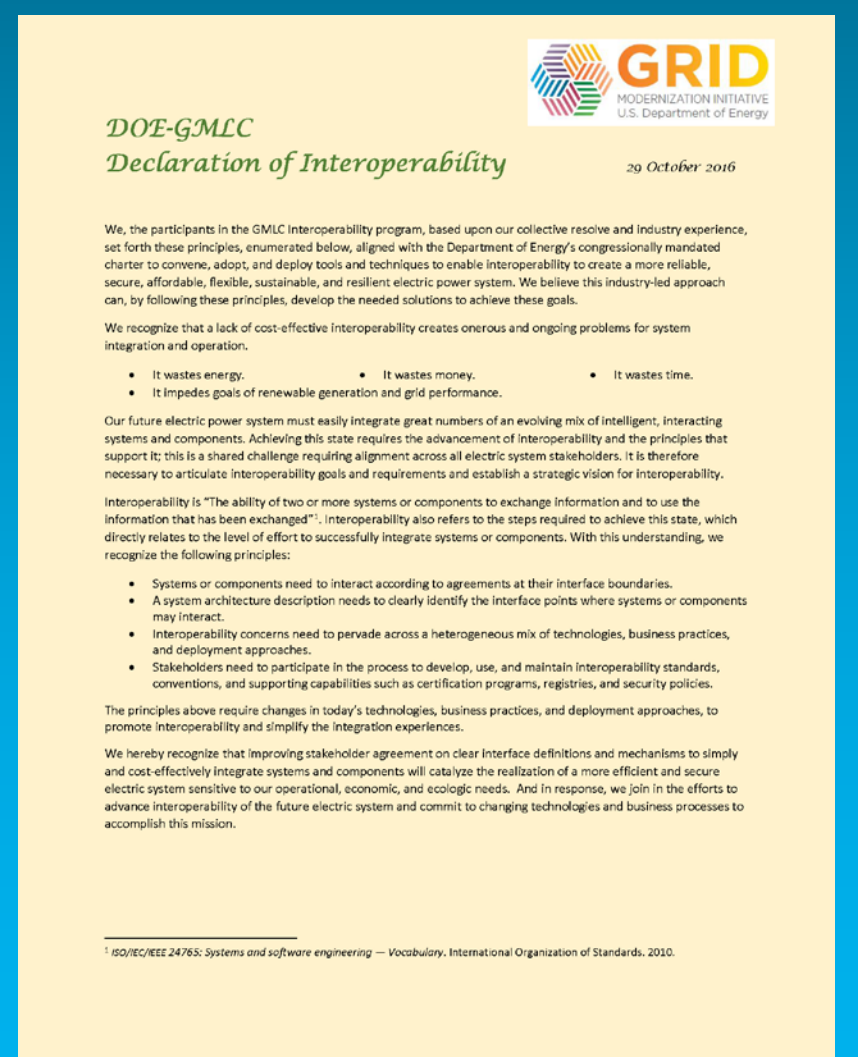 GRID
MODERNIZATION INITIATIVE
U.S. Department of Energy
DOE-GMLC
Declaration of Interoperability
29 October 2016
We, the participants in the GMLC Interoperability program, based upon our collective resolve and industry experience,
set forth these principles, enumerated below, aligned with the Department of Energy's congressionally mandated
charter to convene, adopt, and deploy tools and techniques to enable interoperability to create a more reliable,
secure, affordable, flexible, sustainable, and resilient electric power system. We believe this industry-led approach
can, by following these principles, develop the needed solutions to achieve these goals.
We recognize that a lack of cost-effective interoperability creates onerous and ongoing problems for system
integration and operation.
• It wastes energy. • It wastes money. • It wastes time.
• It impedes goals of renewable generation and grid performance.
Our future electric power system must easily integrate great numbers of an evolving mix of intelligent, interacting
systems and components. Achieving this state requires the advancement of interoperability and the principles that
support it; this is a shared challenge requiring alignment across all electric system stakeholders. It is therefore
necessary to articulate interoperability goals and requirements and establish a strategic vision for interoperability.
Interoperability is "The ability of two or more systems or components to exchange information and to use the
information that has been exchanged"¹. Interoperability also refers to the steps required to achieve this state, which
directly relates to the level of effort to successfully integrate systems or components. With this understanding, we
recognize the following principles:
• Systems or components need to interact according to agreements at their interface boundaries.
• A system architecture description needs to clearly identify the interface points where systems or components
may interact.
• Interoperability concerns need to pervade across a heterogeneous mix of technologies, business practices,
and deployment approaches.
• Stakeholders need to participate in the process to develop, use, and maintain interoperability standards,
conventions, and supporting capabilities such as certification programs, registries, and security policies.
The principles above require changes in today's technologies, business practices, and deployment approaches, to
promote interoperability and simplify the integration experiences.
We hereby recognize that improving stakeholder agreement on clear interface definitions and mechanisms to simply
and cost-effectively integrate systems and components will catalyze the realization of a more efficient and secure
electric system sensitive to our operational, economic, and ecologic needs. And in response, we join in the efforts to
advance interoperability of the future electric system and commit to changing technologies and business processes to
accomplish this mission.
¹ ISO/IEC/IEEE 24765: Systems and software engineering — Vocabulary. International Organization of Standards. 2010.